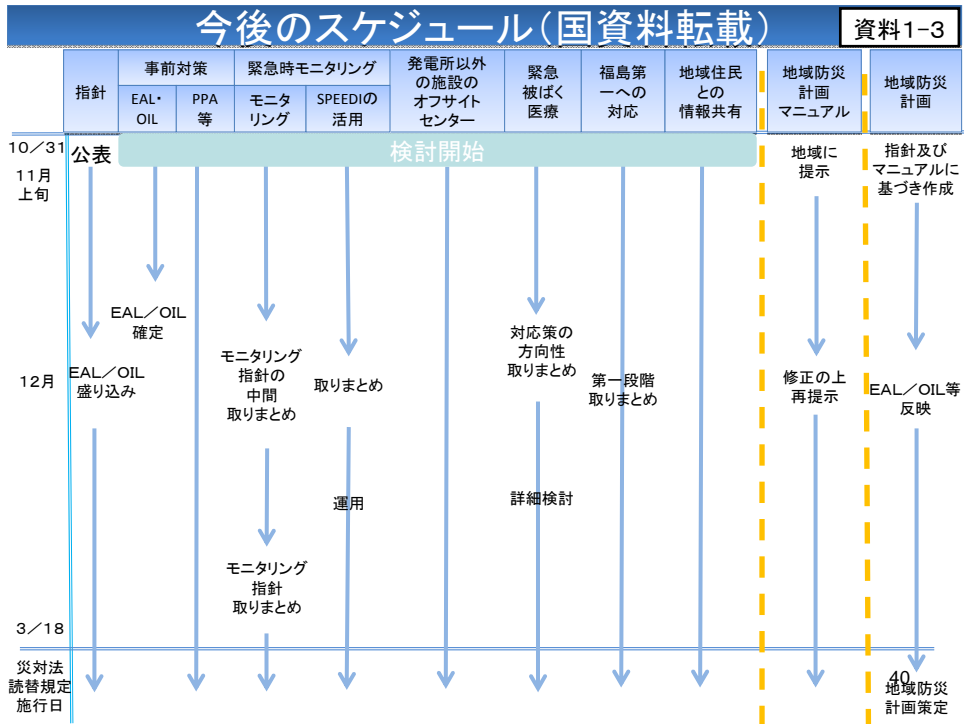 今後のスケジュール(国資料転載)
資料1-3
指針
事前対策
EAL・
OIL
PPA
等
緊急時モニタリング
モニタ
リング
SPEEDIの
活用
発電所以外
の施設の
オフサイト
センター
緊急
被ばく
医療
福島第
一への
対応
地域住民
との
情報共有
地域防災
計画
マニュアル
地域防災
計画
10/31
公表
検討開始
11月
上旬
地域に
提示
指針及び
マニュアルに
基づき作成
EAL/OIL
確定
12月
EAL/OIL
盛り込み
モニタリング
指針の
中間
取りまとめ
取りまとめ
対応策の
方向性
取りまとめ
第一段階
取りまとめ
修正の上
再提示
EAL/OIL等
反映
運用
詳細検討
モニタリング
指針
取りまとめ
3/18
災対法
読替規定
施行日
40
地域防災
計画策定